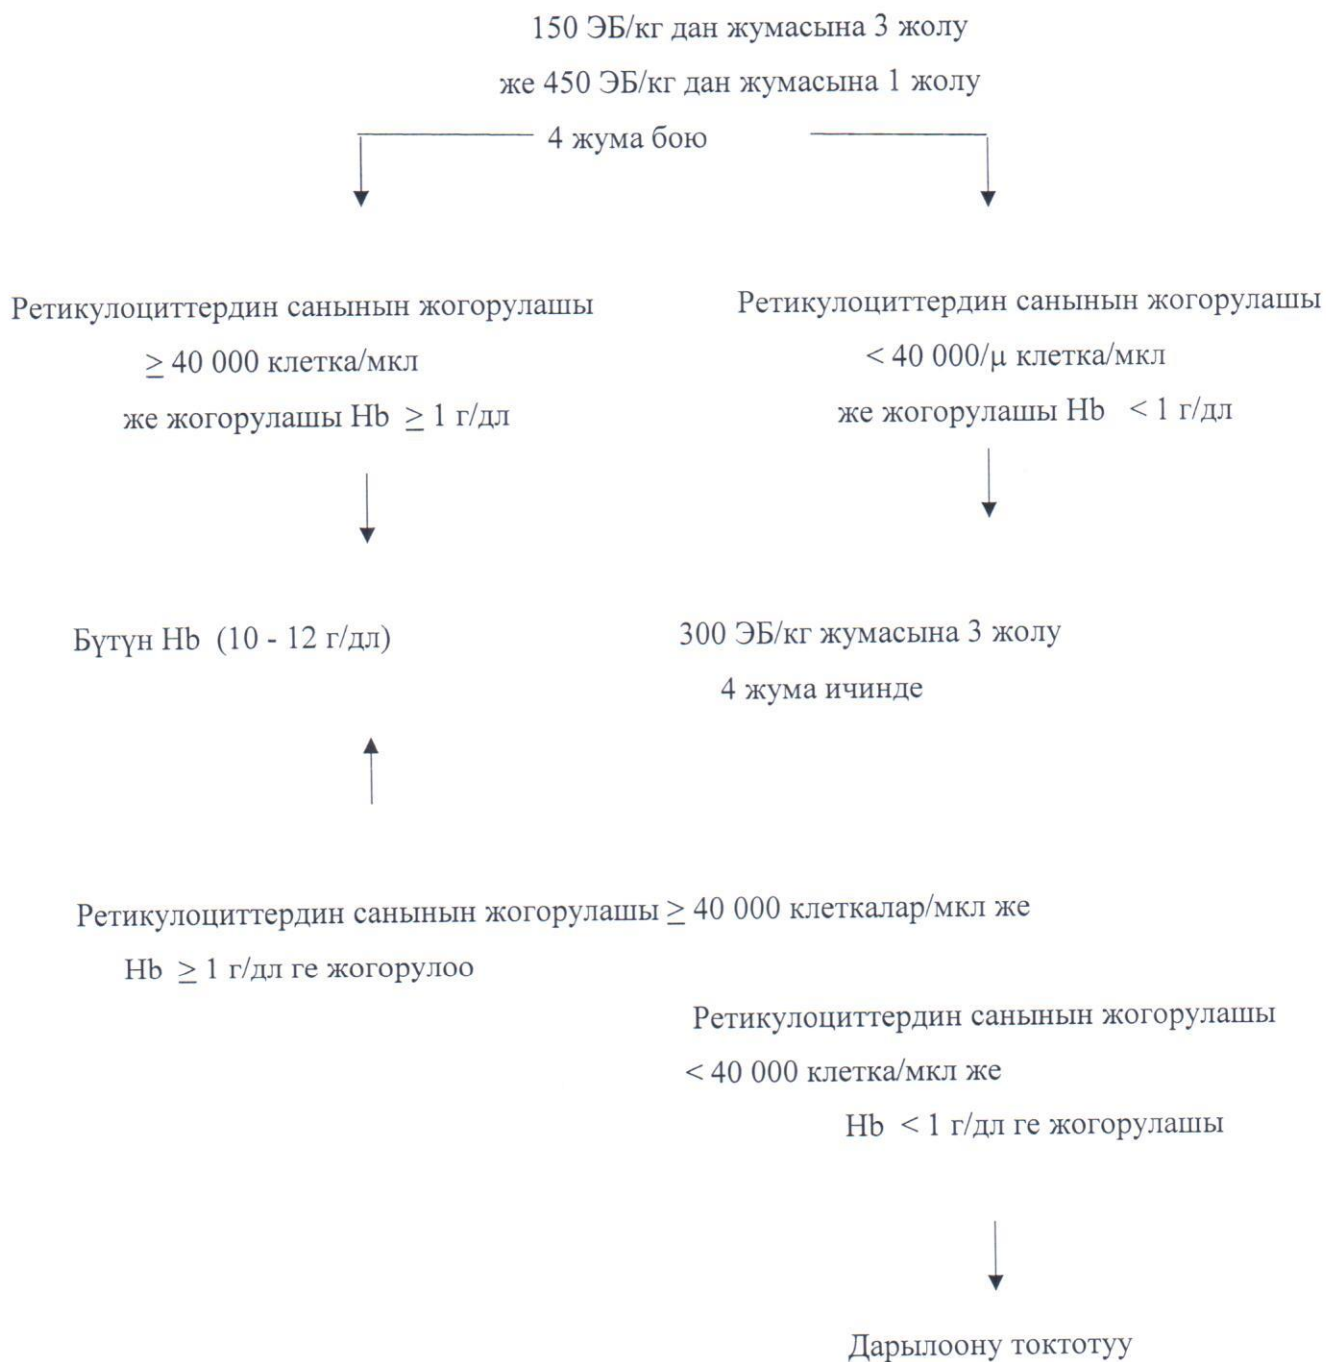 150 ЭБ/кг дан жумасына 3 жолу
же 450 ЭБ/кг дан жумасына 1 жолу
4 жума бою
Ретикулоциттердин санынын жогорулашы
≥ 40 000 клетка/мкл
же жогорулашы Hb ≥ 1 г/дл
Ретикулоциттердин санынын жогорулашы
< 40 000/μ клетка/мкл
же жогорулашы Hb < 1 г/дл
Бүтүн Hb (10 - 12 г/дл)
300 ЭБ/кг жумасына 3 жолу
4 жума ичинде
Ретикулоциттердин санынын жогорулашы ≥ 40 000 клеткалар/мкл же
Hb ≥ 1 г/дл ге жогорулоо
Ретикулоциттердин санынын жогорулашы
< 40 000 клетка/мкл же
Hb < 1 г/дл ге жогорулашы
Дарылоону токтотуу